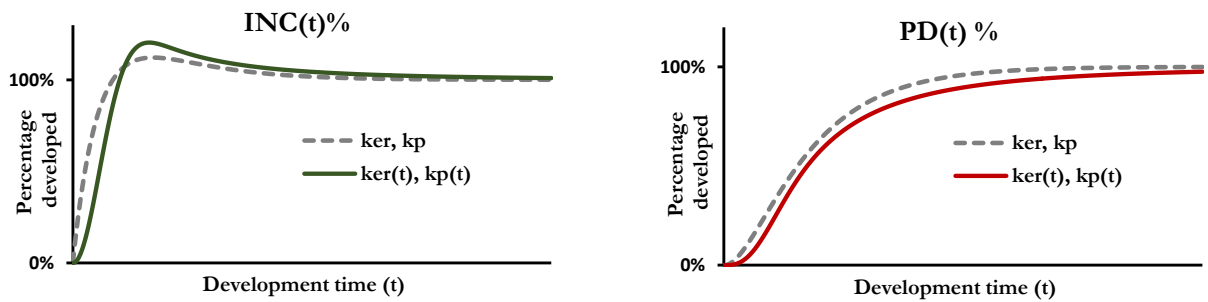 INC(t)%
100%
0%
Percentage
developed
ker, kp
ker(t), kp(t)
Development time (t)
PD(t) %
100%
0%
Percentage
developed
ker, kp
ker(t), kp(t)
Development time (t)